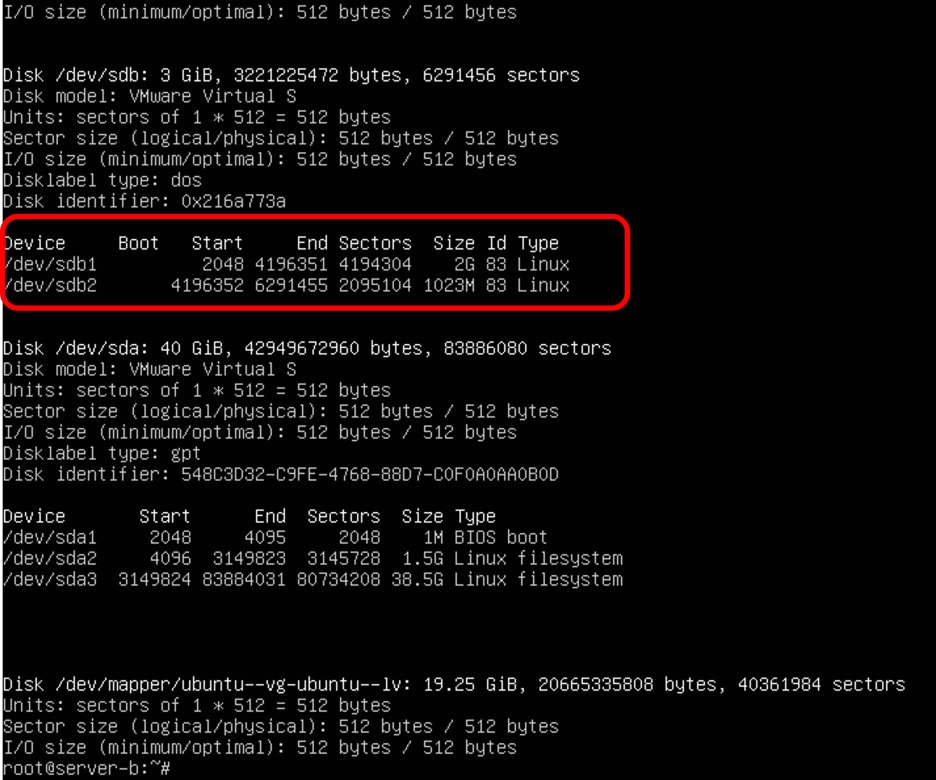 I/O size (minimum/optimal): 512 bytes / 512 bytes
Disk /dev/sdb: 3 GiB, 3221225472 bytes, 6291456 sectors
Disk model: VMware Virtual S
Units: sectors of 1 * 512 = 512 bytes
Sector size (logical/physical): 512 bytes / 512 bytes
I/O size (minimum/optimal): 512 bytes / 512 bytes
Disklabel type: dos
Disk identifier: 0x216a773a
Device     Boot   Start     End Sectors  Size Id Type
/dev/sdb1          2048 4196351 4194304    2G 83 Linux
/dev/sdb2       4196352 6291455 2095104 1023M 83 Linux
Disk /dev/sda: 40 GiB, 42949672960 bytes, 83886080 sectors
Disk model: VMware Virtual S
Units: sectors of 1 * 512 = 512 bytes
Sector size (logical/physical): 512 bytes / 512 bytes
I/O size (minimum/optimal): 512 bytes / 512 bytes
Disklabel type: gpt
Disk identifier: 548C3D32-C9FE-4768-88D7-C0F0A0AA0B0D
Device       Start      End  Sectors  Size Type
/dev/sda1     2048     4095     2048    1M BIOS boot
/dev/sda2     4096  3149823  3145728  1.5G Linux filesystem
/dev/sda3  3149824 83884031 80734208 38.5G Linux filesystem
Disk /dev/mapper/ubuntu--vg-ubuntu--lv: 19.25 GiB, 20665335808 bytes, 40361984 sectors
Units: sectors of 1 * 512 = 512 bytes
Sector size (logical/physical): 512 bytes / 512 bytes
I/O size (minimum/optimal): 512 bytes / 512 bytes
root@server-b:~#